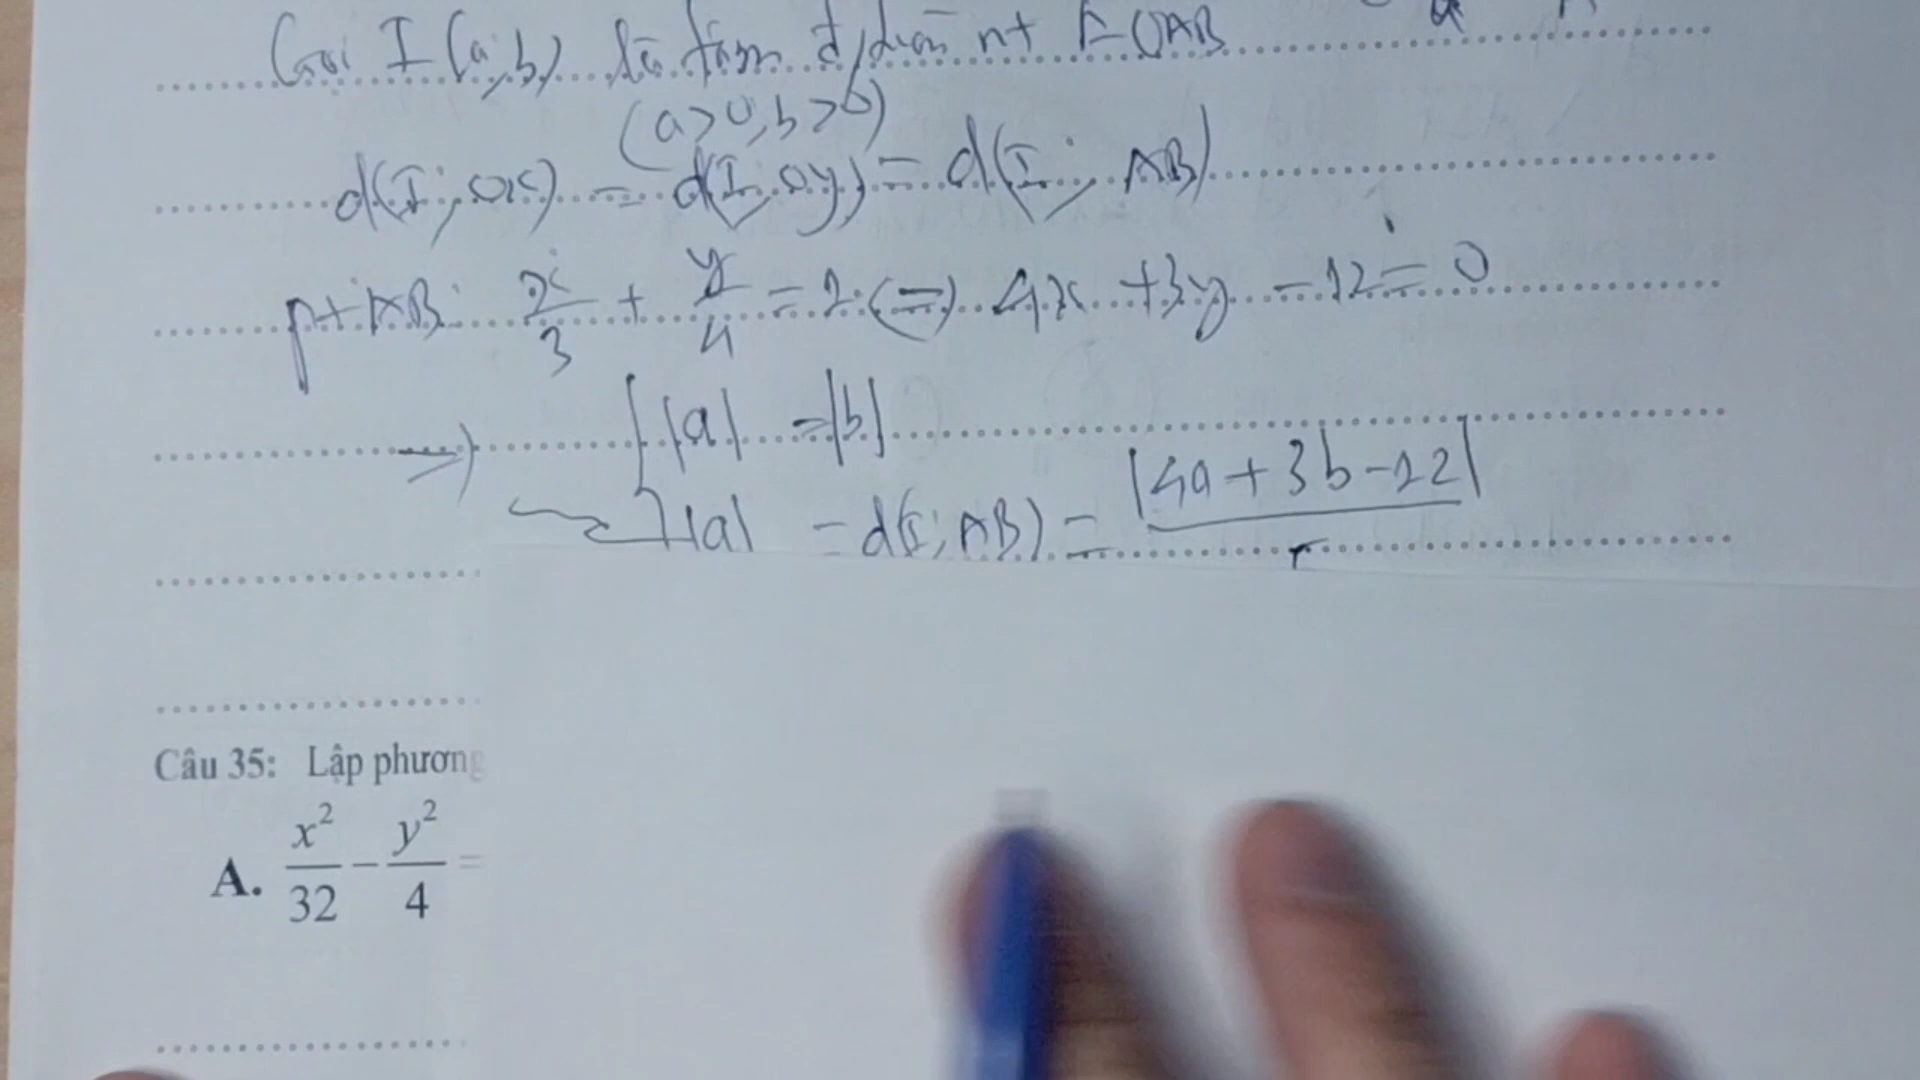 Gọi I(a;b) là tâm đ/tròn nt ΔOAB
(a>0,b>0)
d(I;Ox) = d(I,Oy) = d(I; AB)
pt AB: x/3 + y/4 = 1 (=) 4x + 3y - 12 = 0
=) |a| = |b|
|a| = d(I;AB) = |4a + 3b - 12| / 5
Câu 35: Lập phương
A. x²/32 - y²/4 =